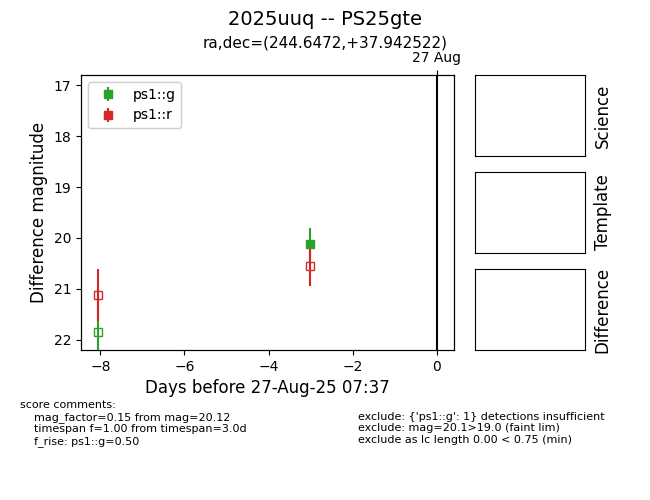 2025uuq -- PS25gte
ra,dec=(244.6472,+37.942522)
27 Aug
ps1::g
ps1::r
17
18
19
20
21
22
Difference magnitude
−8
−6
−4
−2
0
Days before 27-Aug-25 07:37
Science
Template
Difference
score comments:
mag_factor=0.15 from mag=20.12
timespan f=1.00 from timespan=3.0d
f_rise: ps1::g=0.50
exclude: {'ps1::g': 1} detections insufficient
exclude: mag=20.1>19.0 (faint lim)
exclude as lc length 0.00 < 0.75 (min)